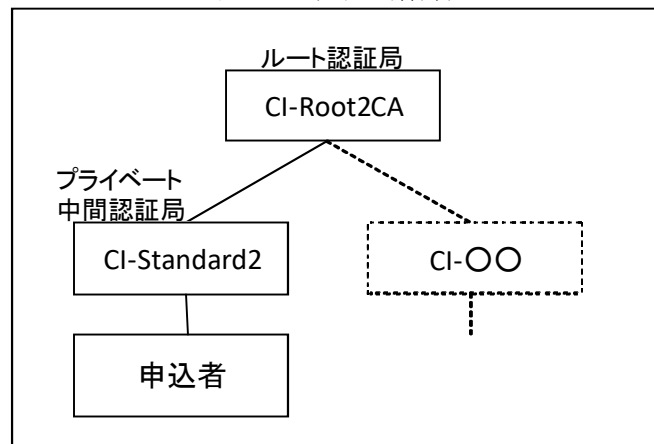 ルート認証局
CI-Root2CA
プライベート
中間認証局
CI-Standard2
CI-〇〇
申込者